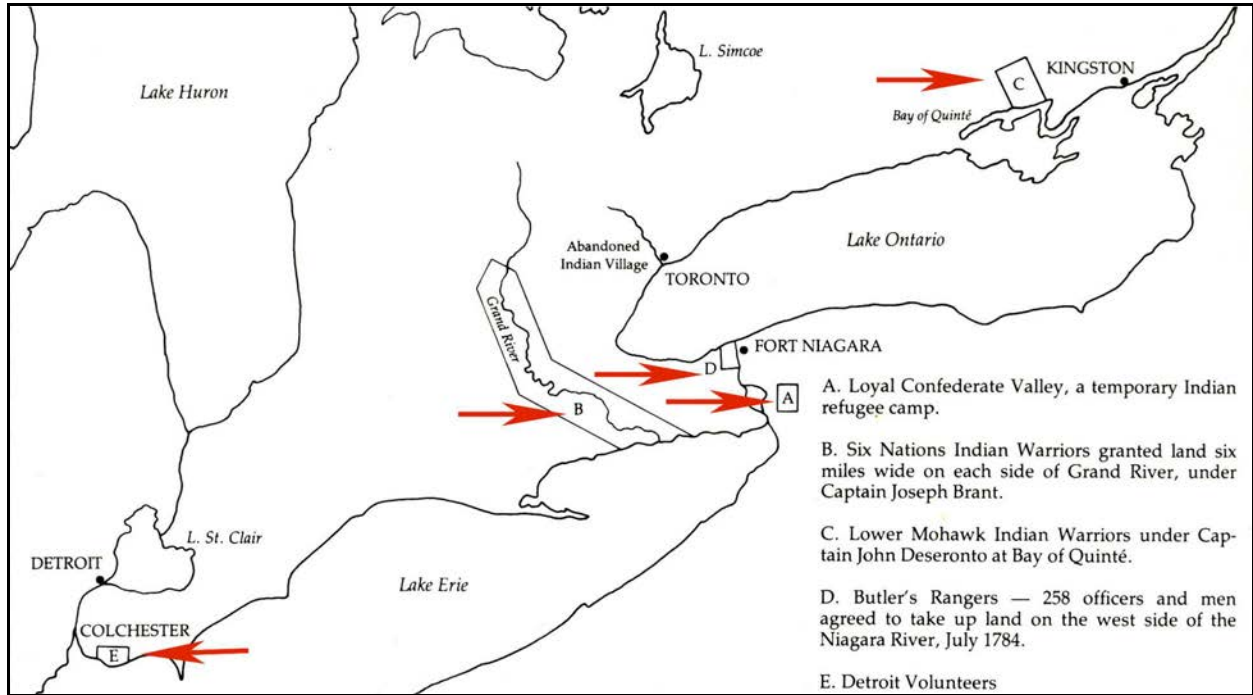 L. Simcoe
KINGSTON
Lake Huron
C
Bay of Quinté
Lake Ontario
Abandoned
Indian Village
TORONTO
Grand River
FORT NIAGARA
D
A
B
A. Loyal Confederate Valley, a temporary Indian
refugee camp.
B. Six Nations Indian Warriors granted land six
miles wide on each side of Grand River, under
Captain Joseph Brant.
C. Lower Mohawk Indian Warriors under Cap-
tain John Deseronto at Bay of Quinté.
D. Butler's Rangers — 258 officers and men
agreed to take up land on the west side of the
Niagara River, July 1784.
E. Detroit Volunteers
L. St. Clair
DETROIT
Lake Erie
COLCHESTER
E